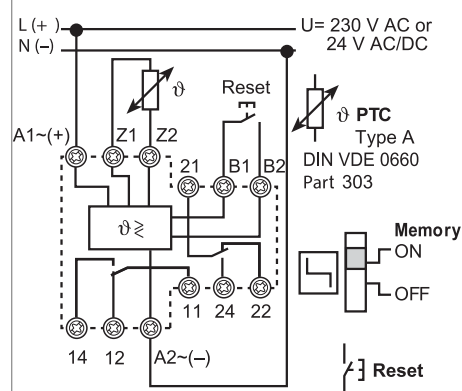 L (+)
U= 230 V AC or
24 V AC/DC
N (–)
Reset
ϑ
ϑ PTC
Type A
DIN VDE 0660
Part 303
A1~(+) Z1 Z2
21 B1 B2
ϑ≥
Memory
ON
OFF
11 24 22
14 12 A2~(–)
Reset